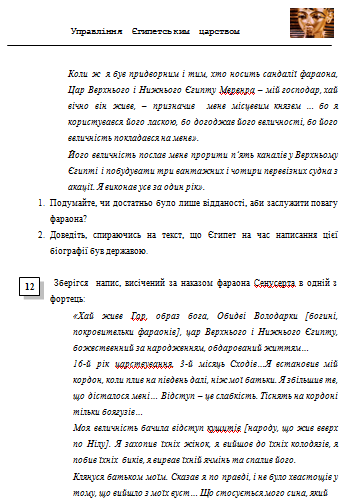 Управління Єгипетським царством
Коли ж я був придворним і тим, хто носить сандалії фараона,
Цар Верхнього і Нижнього Єгипту Меренра – мій господар, хай
вічно він живе, – призначив мене місцевим князем ... бо я
користувався його ласкою, бо догоджав його величності, бо його
величність покладався на мене».
Його величність послав мене прорити п'ять каналів у Верхньому
Єгипті і побудувати три вантажних і чотири перевізних судна з
акації. Я виконав усе за один рік».
1. Подумайте, чи достатньо було лише відданості, аби заслужити повагу
фараона?
2. Доведіть, спираючись на текст, що Єгипет на час написання цієї
біографії був державою.
12
Зберігся напис, висічений за наказом фараона Сенусерта в одній з
фортець:
«Хай живе Гор, образ бога, Обидві Володарки [богині,
покровительки фараонів], цар Верхнього і Нижнього Єгипту,
божественний за народженням, обдарований життям...
16-й рік царствування, 3-й місяць Сходів...Я встановив мій
кордон, коли плив на південь далі, ніж мої батьки. Я збільшив те,
що дісталося мені... Відступ – це слабкість. Тіснять на кордоні
тільки боягузів...
Моя величність бачила відступ кушитів [народу, що жив вверх
по Нілу]. Я захопив їхніх жінок, я вийшов до їхніх колодязів, я
побив їхніх биків, я вирвав їхній ячмінь та спалив його.
Клянуся батьком моїм. Сказав я по правді, і не було хвастощів у
тому, що вийшло з моїх вуст... Що стосується мого сина, який